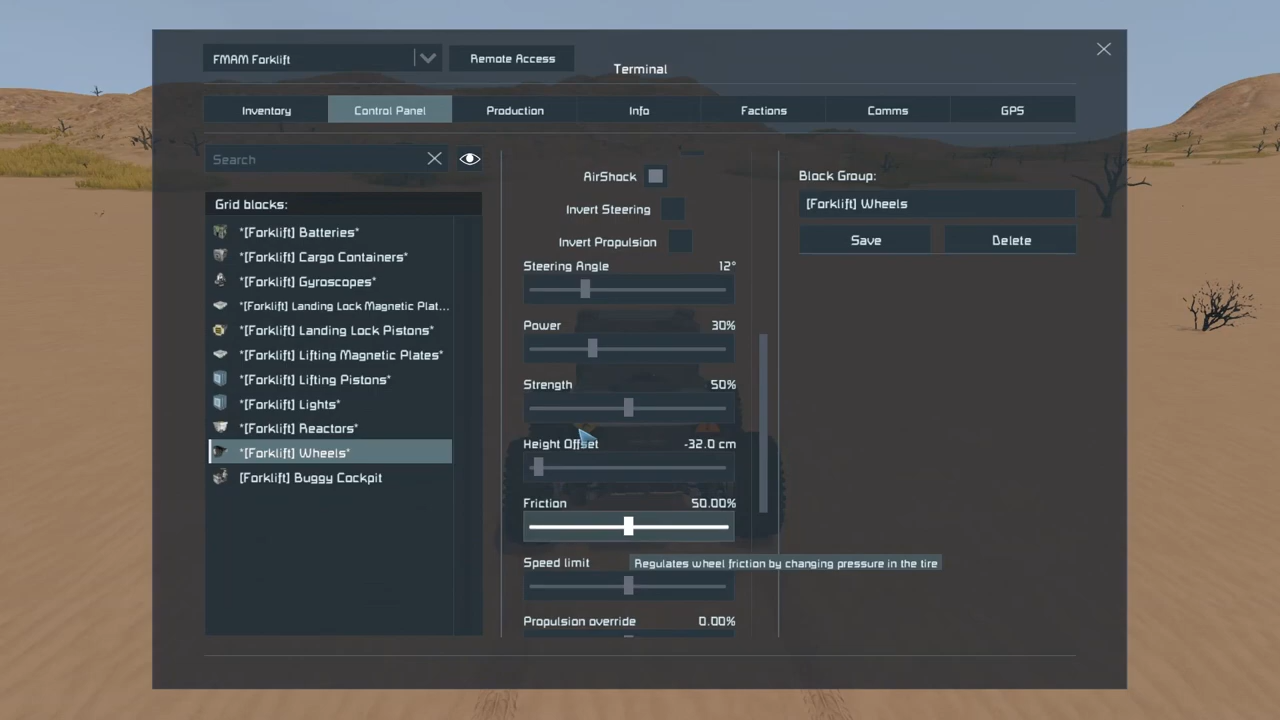 FMAM Forklift
Remote Access
Terminal
Inventory
Control Panel
Production
Info
Factions
Comms
GPS
Search
Grid blocks:
*[Forklift] Batteries*
*[Forklift] Cargo Containers*
*[Forklift] Gyroscopes*
*[Forklift] Landing Lock Magnetic Plat...
*[Forklift] Landing Lock Pistons*
*[Forklift] Lifting Magnetic Plates*
*[Forklift] Lifting Pistons*
*[Forklift] Lights*
*[Forklift] Reactors*
*[Forklift] Wheels*
[Forklift] Buggy Cockpit
AirShock
Invert Steering
Invert Propulsion
Steering Angle 12°
Power 30%
Strength 50%
Height Offset -32.0 cm
Friction 50.00%
Speed limit
Regulates wheel friction by changing pressure in the tire
Propulsion override 0.00%
Block Group:
[Forklift] Wheels
Save
Delete